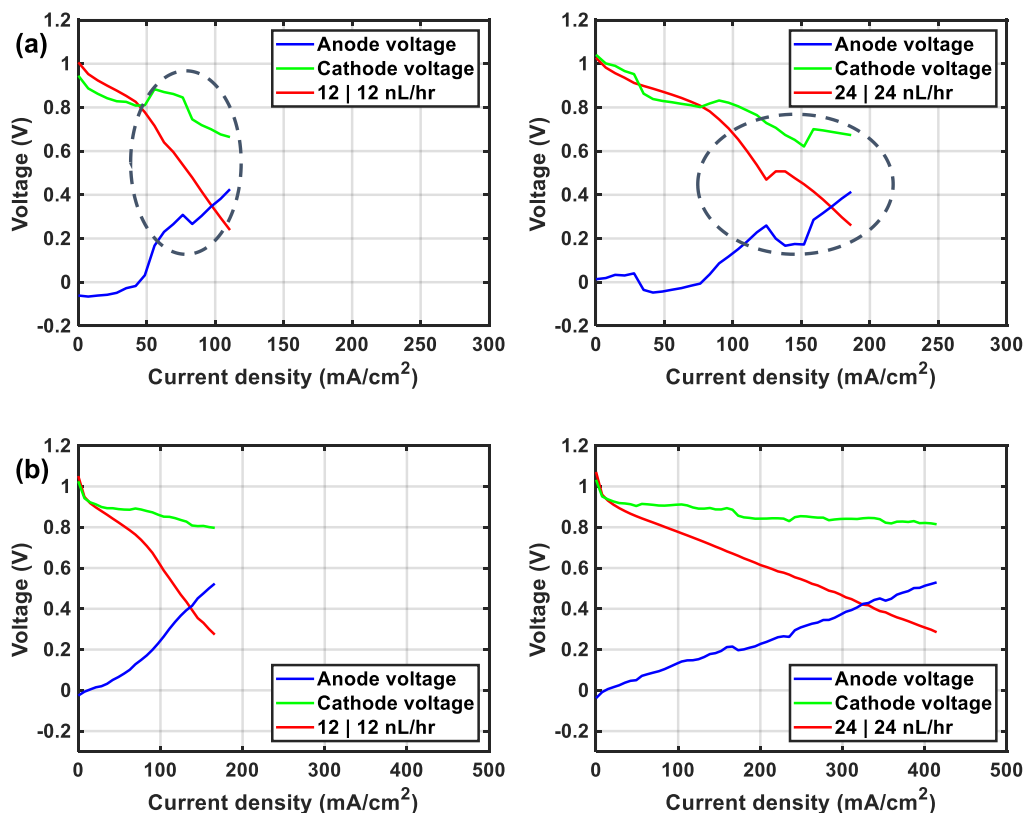 (a)
1.2
1
0.8
0.6
0.4
0.2
0
-0.2
Voltage (V)
0 50 100 150 200 250 300
Current density (mA/cm²)
Anode voltage
Cathode voltage
12 | 12 nL/hr
1.2
1
0.8
0.6
0.4
0.2
0
-0.2
Voltage (V)
0 50 100 150 200 250 300
Current density (mA/cm²)
Anode voltage
Cathode voltage
24 | 24 nL/hr
(b)
1.2
1
0.8
0.6
0.4
0.2
0
-0.2
Voltage (V)
0 100 200 300 400 500
Current density (mA/cm²)
Anode voltage
Cathode voltage
12 | 12 nL/hr
1.2
1
0.8
0.6
0.4
0.2
0
-0.2
Voltage (V)
0 100 200 300 400 500
Current density (mA/cm²)
Anode voltage
Cathode voltage
24 | 24 nL/hr